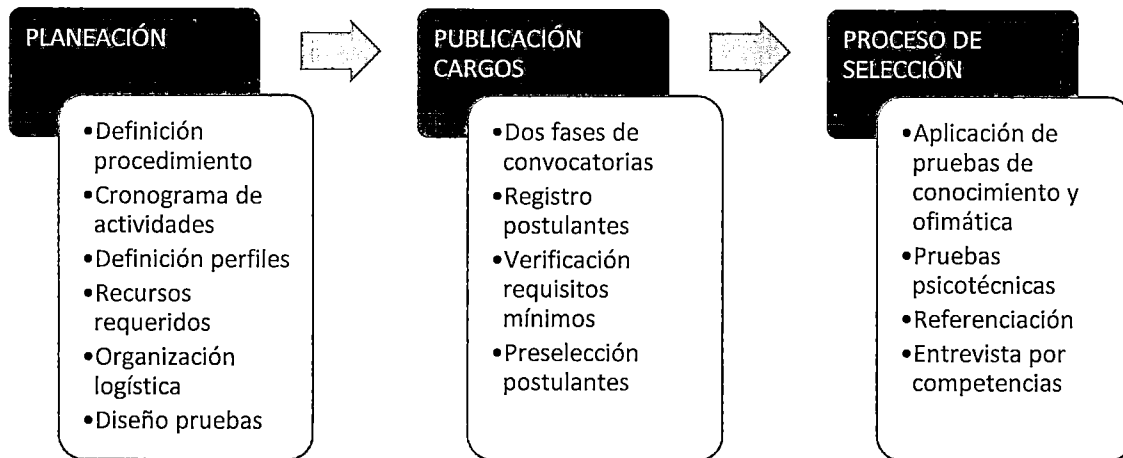 PLANEACIÓN
•Definición
procedimiento
•Cronograma de
actividades
•Definición perfiles
•Recursos
requeridos
•Organización
logística
•Diseño pruebas
PUBLICACIÓN
CARGOS
•Dos fases de
convocatorias
•Registro
postulantes
•Verificación
requisitos
mínimos
•Preselección
postulantes
PROCESO DE
SELECCIÓN
•Aplicación de
pruebas de
conocimiento y
ofimática
•Pruebas
psicotécnicas
•Referenciación
•Entrevista por
competencias